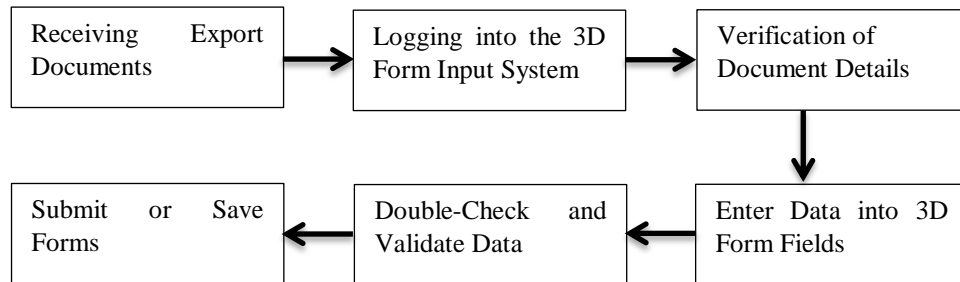 Receiving Export
Documents
Logging into the 3D
Form Input System
Verification of
Document Details
Enter Data into 3D
Form Fields
Double-Check and
Validate Data
Submit or Save
Forms